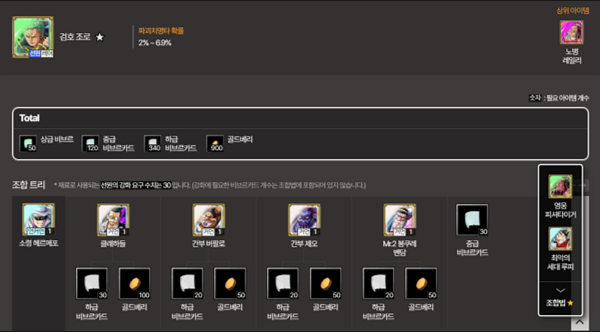 상위 아이템
검호 조로 ★
파괴치명타 확률
2% ~ 6.9%
선원
노병
레일리
숫자 : 필요 아이템 개수
Total
50
상급 비브르
120
중급
비브르카드
340
하급
비브르카드
900
골드베리
조합 트리
* 재료로 사용되는 선원의 강화 요구 수치는 30입니다. (강화에 필요한 비브르카드 개수는 조합법에 포함되어 있지 않습니다.)
1
소령 헤르메포
1
클래하들
1
간부 버팔로
1
간부 제오
1
Mr.2 봉쿠레
맨담
30
중급
비브르카드
30
하급
비브르카드
100
골드베리
20
하급
비브르카드
50
골드베리
20
하급
비브르카드
50
골드베리
20
하급
비브르카드
50
골드베리
영웅
피셔타이거
최악의
세대 루피
조합법 ★